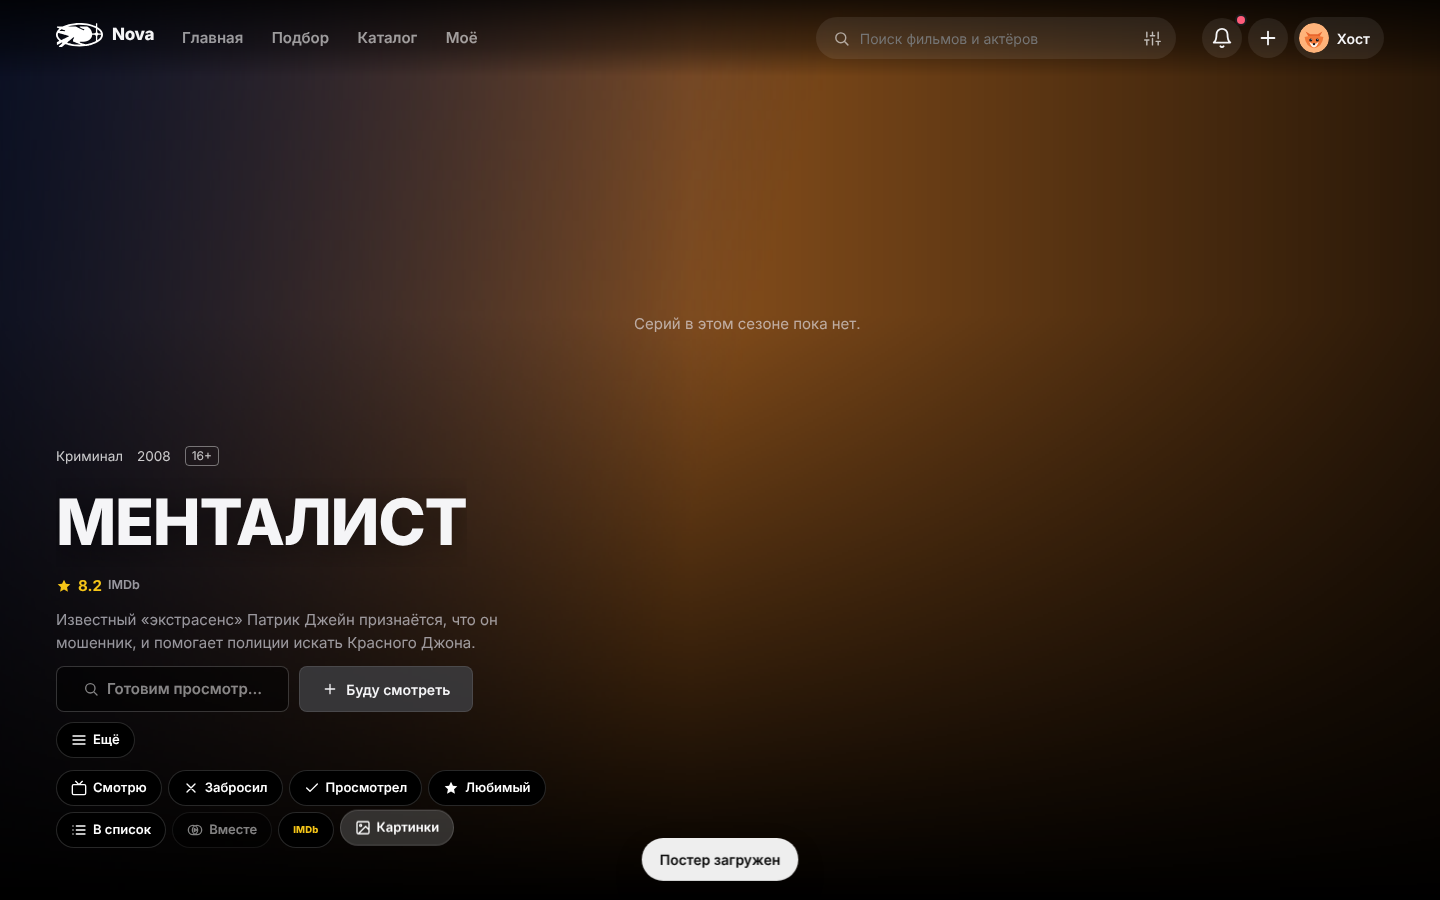 Nova
Главная
Подбор
Каталог
Моё
Поиск фильмов и актёров
Хост
Серий в этом сезоне пока нет.
Криминал 2008 16+
МЕНТАЛИСТ
8.2 IMDb
Известный «экстрасенс» Патрик Джейн признаётся, что он
мошенник, и помогает полиции искать Красного Джона.
Готовим просмотр...
Буду смотреть
Ещё
Смотрю
Забросил
Просмотрел
Любимый
В список
Вместе
IMDb
Картинки
Постер загружен